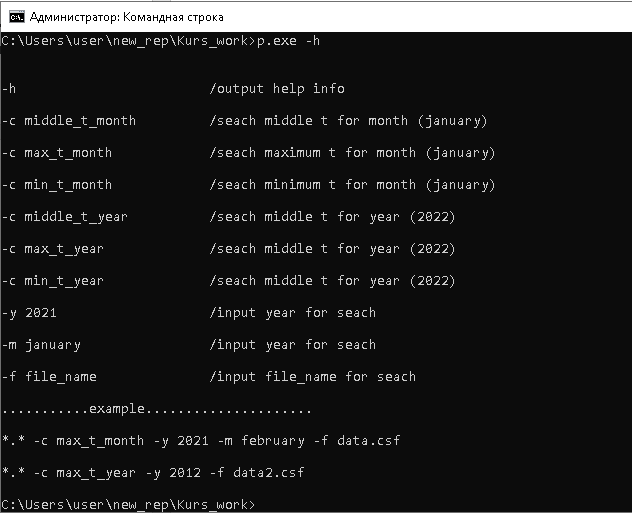 Администратор: Командная строка
C:\Users\user\new_rep\Kurs_work>p.exe -h
-h /output help info
-c middle_t_month /seach middle t for month (january)
-c max_t_month /seach maximum t for month (january)
-c min_t_month /seach minimum t for month (january)
-c middle_t_year /seach middle t for year (2022)
-c max_t_year /seach middle t for year (2022)
-c min_t_year /seach middle t for year (2022)
-y 2021 /input year for seach
-m january /input year for seach
-f file_name /input file_name for seach
...........example.....................
*.* -c max_t_month -y 2021 -m february -f data.csf
*.* -c max_t_year -y 2012 -f data2.csf
C:\Users\user\new_rep\Kurs_work>